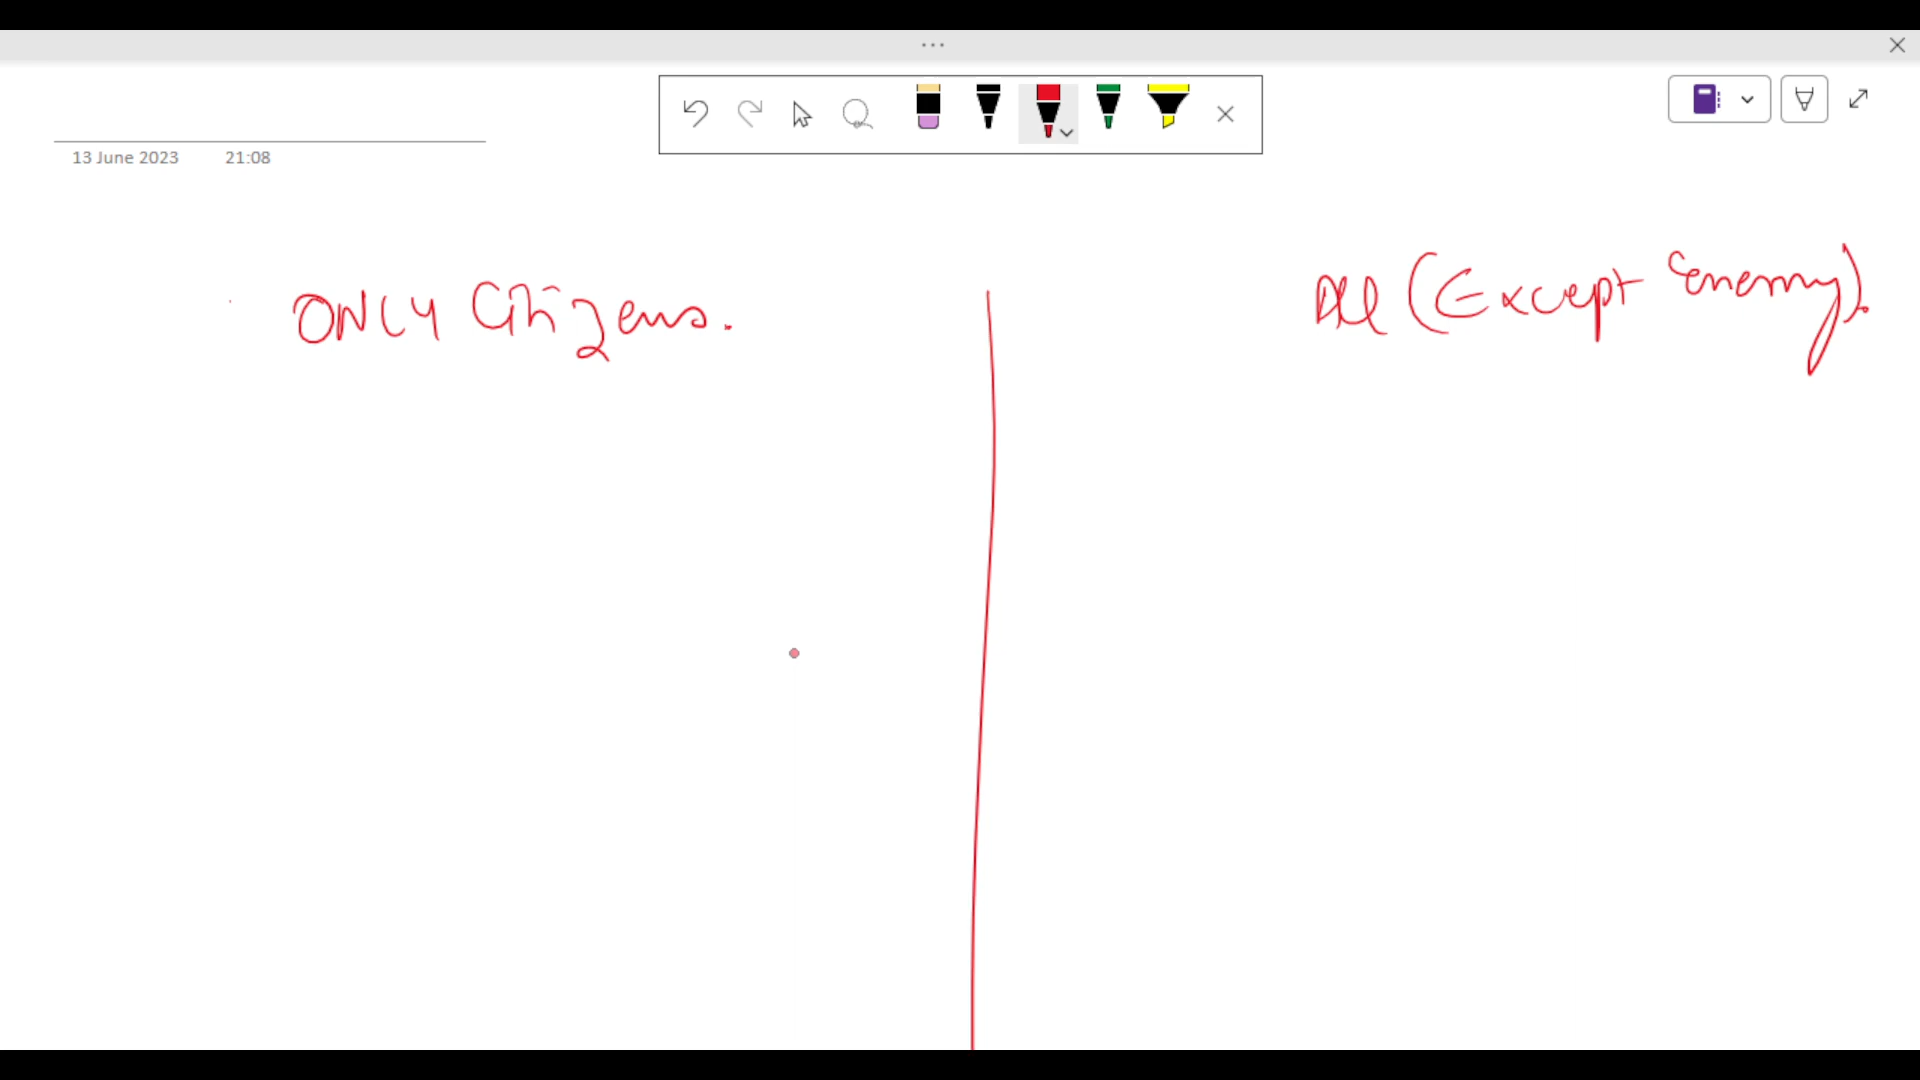 13 June 2023 21:08
ONLY Citizens.
All (Except Enemy).